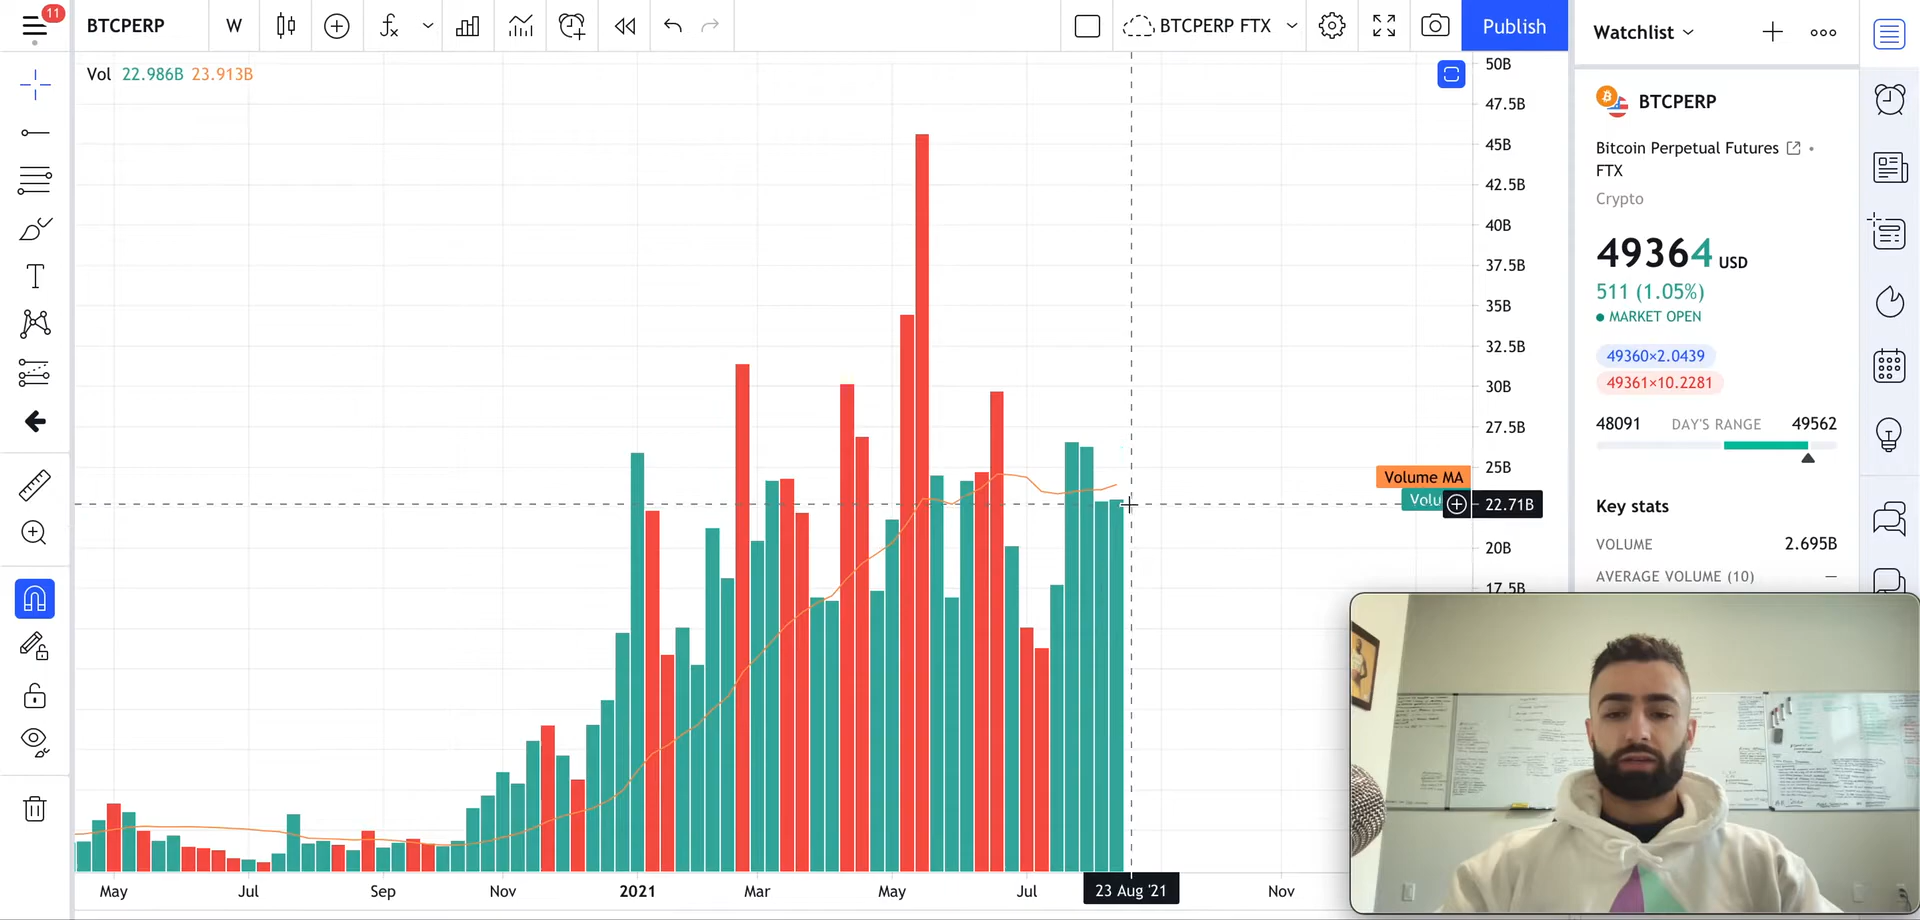 11
BTCPERP
W
BTCPERP FTX
Publish
Watchlist
Vol 22.986B 23.913B
50B
47.5B
45B
42.5B
40B
37.5B
35B
32.5B
30B
27.5B
25B
Volume MA
Volu
22.71B
20B
17.5B
May
Jul
Sep
Nov
2021
Mar
May
Jul
23 Aug '21
Nov
BTCPERP
Bitcoin Perpetual Futures
FTX
Crypto
49364 USD
511 (1.05%)
MARKET OPEN
49360×2.0439
49361×10.2281
48091 DAY'S RANGE 49562
Key stats
VOLUME 2.695B
AVERAGE VOLUME (10) —